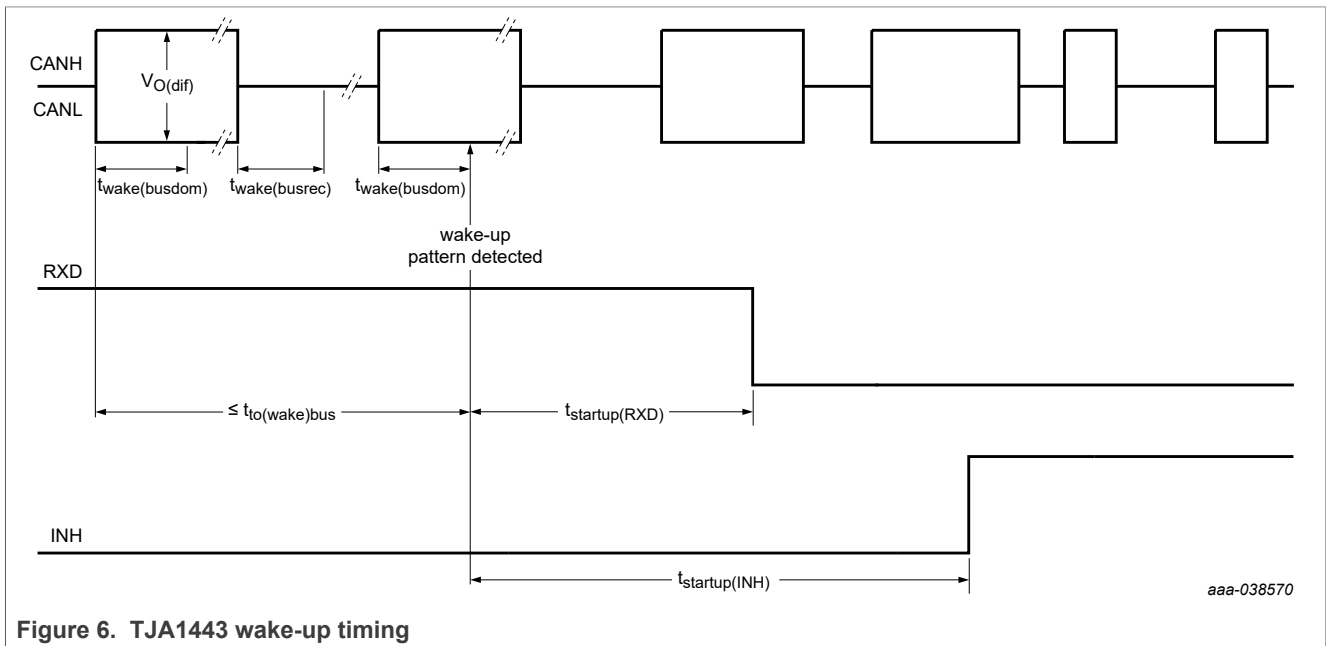 CANH
CANL
VO(dif)
twake(busdom)
twake(busrec)
twake(busdom)
wake-up
pattern detected
RXD
≤ tto(wake)bus
tstartup(RXD)
INH
tstartup(INH)
aaa-038570
Figure 6. TJA1443 wake-up timing